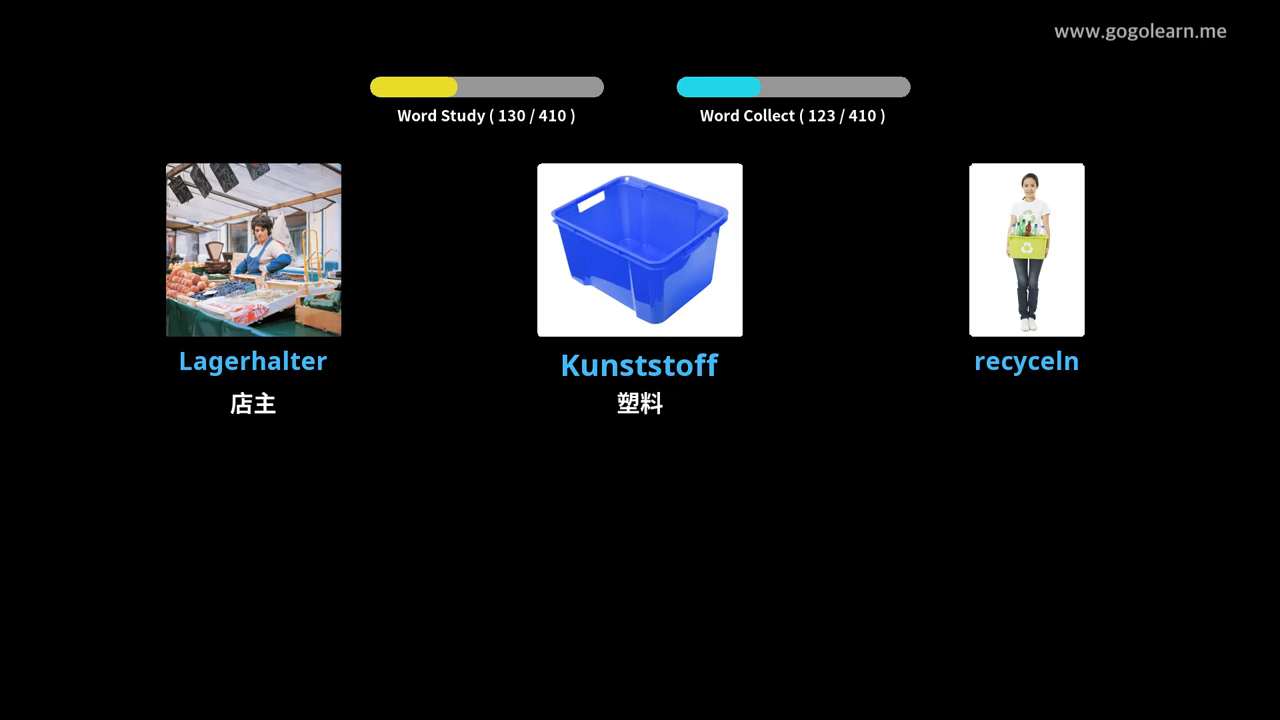 www.gogolearn.me
Word Study ( 130 / 410 )
Word Collect ( 123 / 410 )
Lagerhalter
Kunststoff
recyceln
店主
塑料